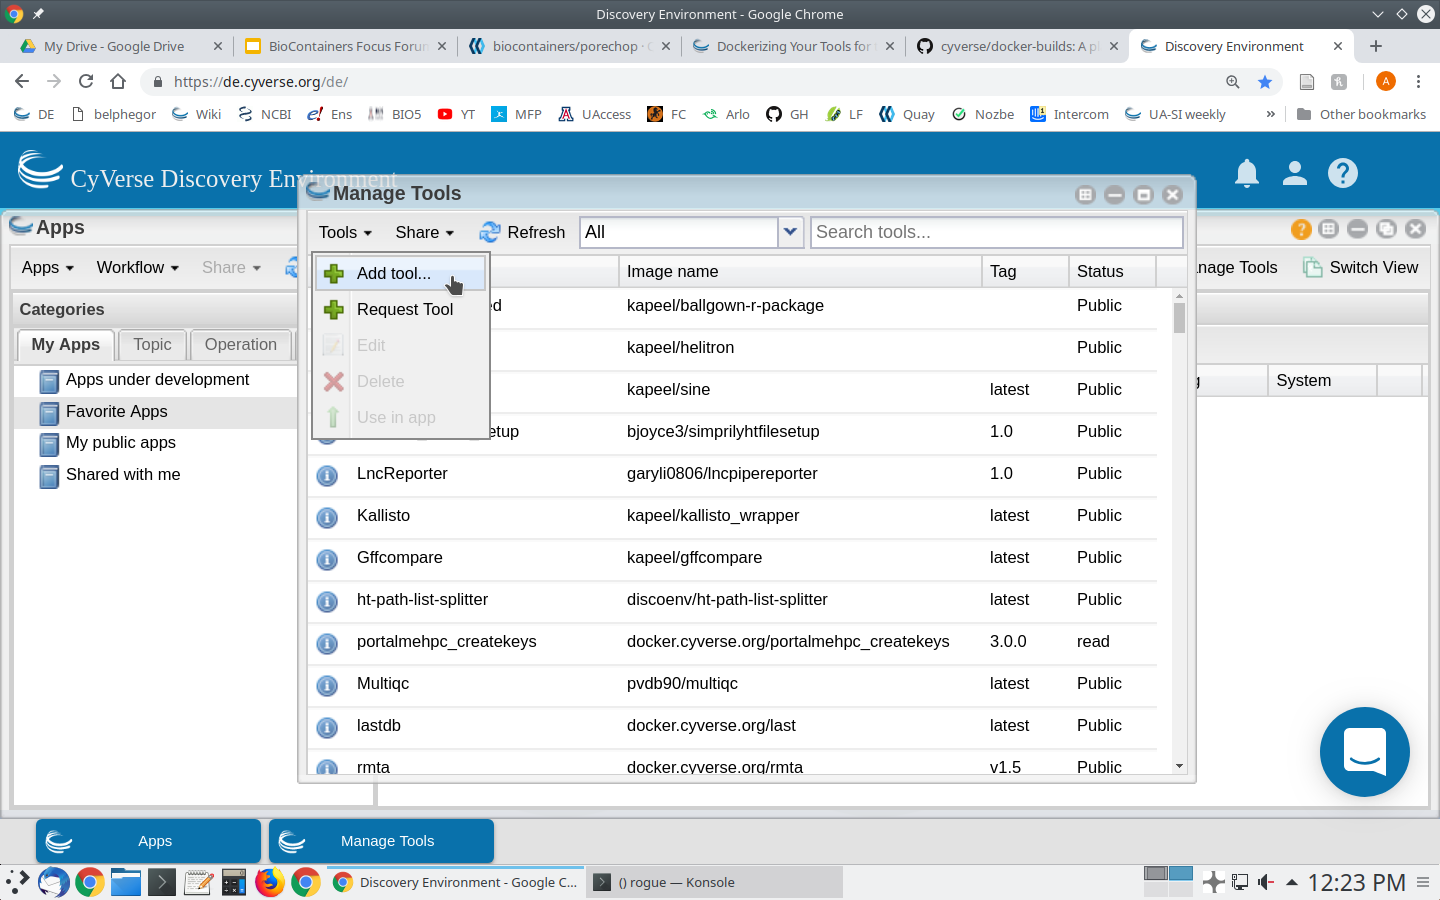 Discovery Environment - Google Chrome
My Drive - Google Drive
BioContainers Focus Forum
biocontainers/porechop ·
Dockerizing Your Tools for
cyverse/docker-builds: A pl
Discovery Environment
https://de.cyverse.org/de/
A
DE
belphegor
Wiki
NCBI
e! Ens
BIO5
YT
MFP
UAccess
FC
Arlo
GH
LF
Quay
Nozbe
Intercom
UA-SI weekly
»
Other bookmarks
CyVerse Discovery Environment
Manage Tools
Apps
Tools
Share
Refresh
All
Search tools...
Apps
Workflow
Share
nage Tools
Switch View
Add tool...
Request Tool
Edit
Delete
Use in app
Image name
Tag
Status
Categories
My Apps
Topic
Operation
System
Apps under development
Favorite Apps
My public apps
Shared with me
ed kapeel/ballgown-r-package Public
kapeel/helitron Public
kapeel/sine latest Public
etup bjoyce3/simprilyhtfilesetup 1.0 Public
LncReporter garyli0806/lncpipereporter 1.0 Public
Kallisto kapeel/kallisto_wrapper latest Public
Gffcompare kapeel/gffcompare latest Public
ht-path-list-splitter discoenv/ht-path-list-splitter latest Public
portalmehpc_createkeys docker.cyverse.org/portalmehpc_createkeys 3.0.0 read
Multiqc pvdb90/multiqc latest Public
lastdb docker.cyverse.org/last latest Public
rmta docker.cyverse.org/rmta v1.5 Public
Apps
Manage Tools
Discovery Environment - Google C...
() rogue — Konsole
12:23 PM